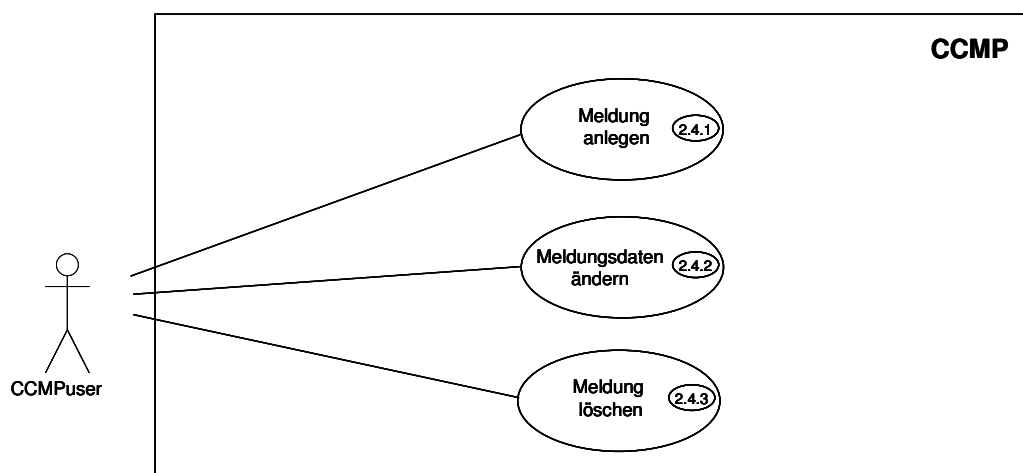 CCMP
Meldung
anlegen
2.4.1
Meldungsdaten
ändern
2.4.2
CCMPuser
Meldung
löschen
2.4.3